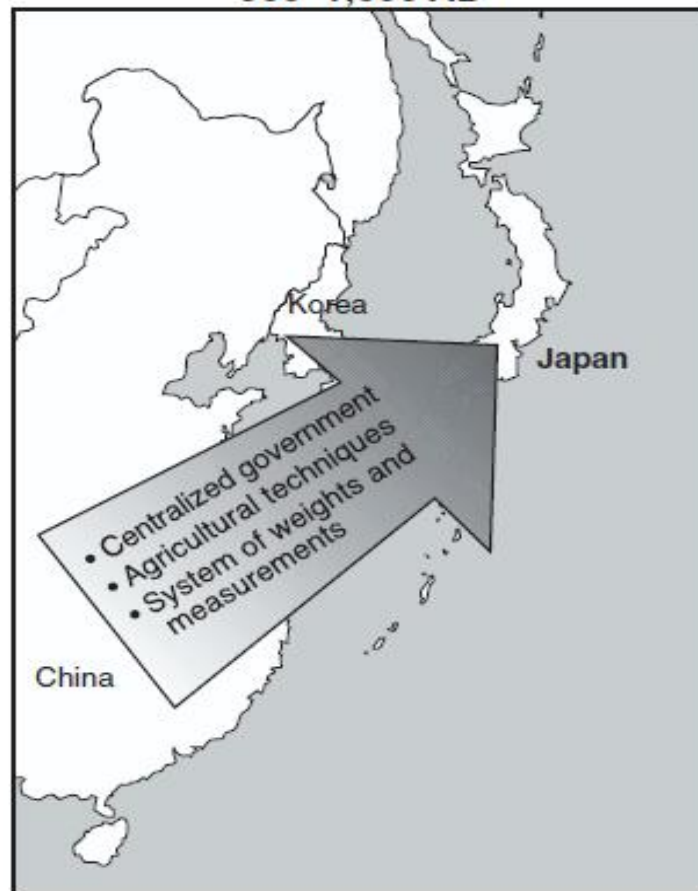 Korea
Japan
• Centralized government
• Agricultural techniques
• System of weights and
measurements
China